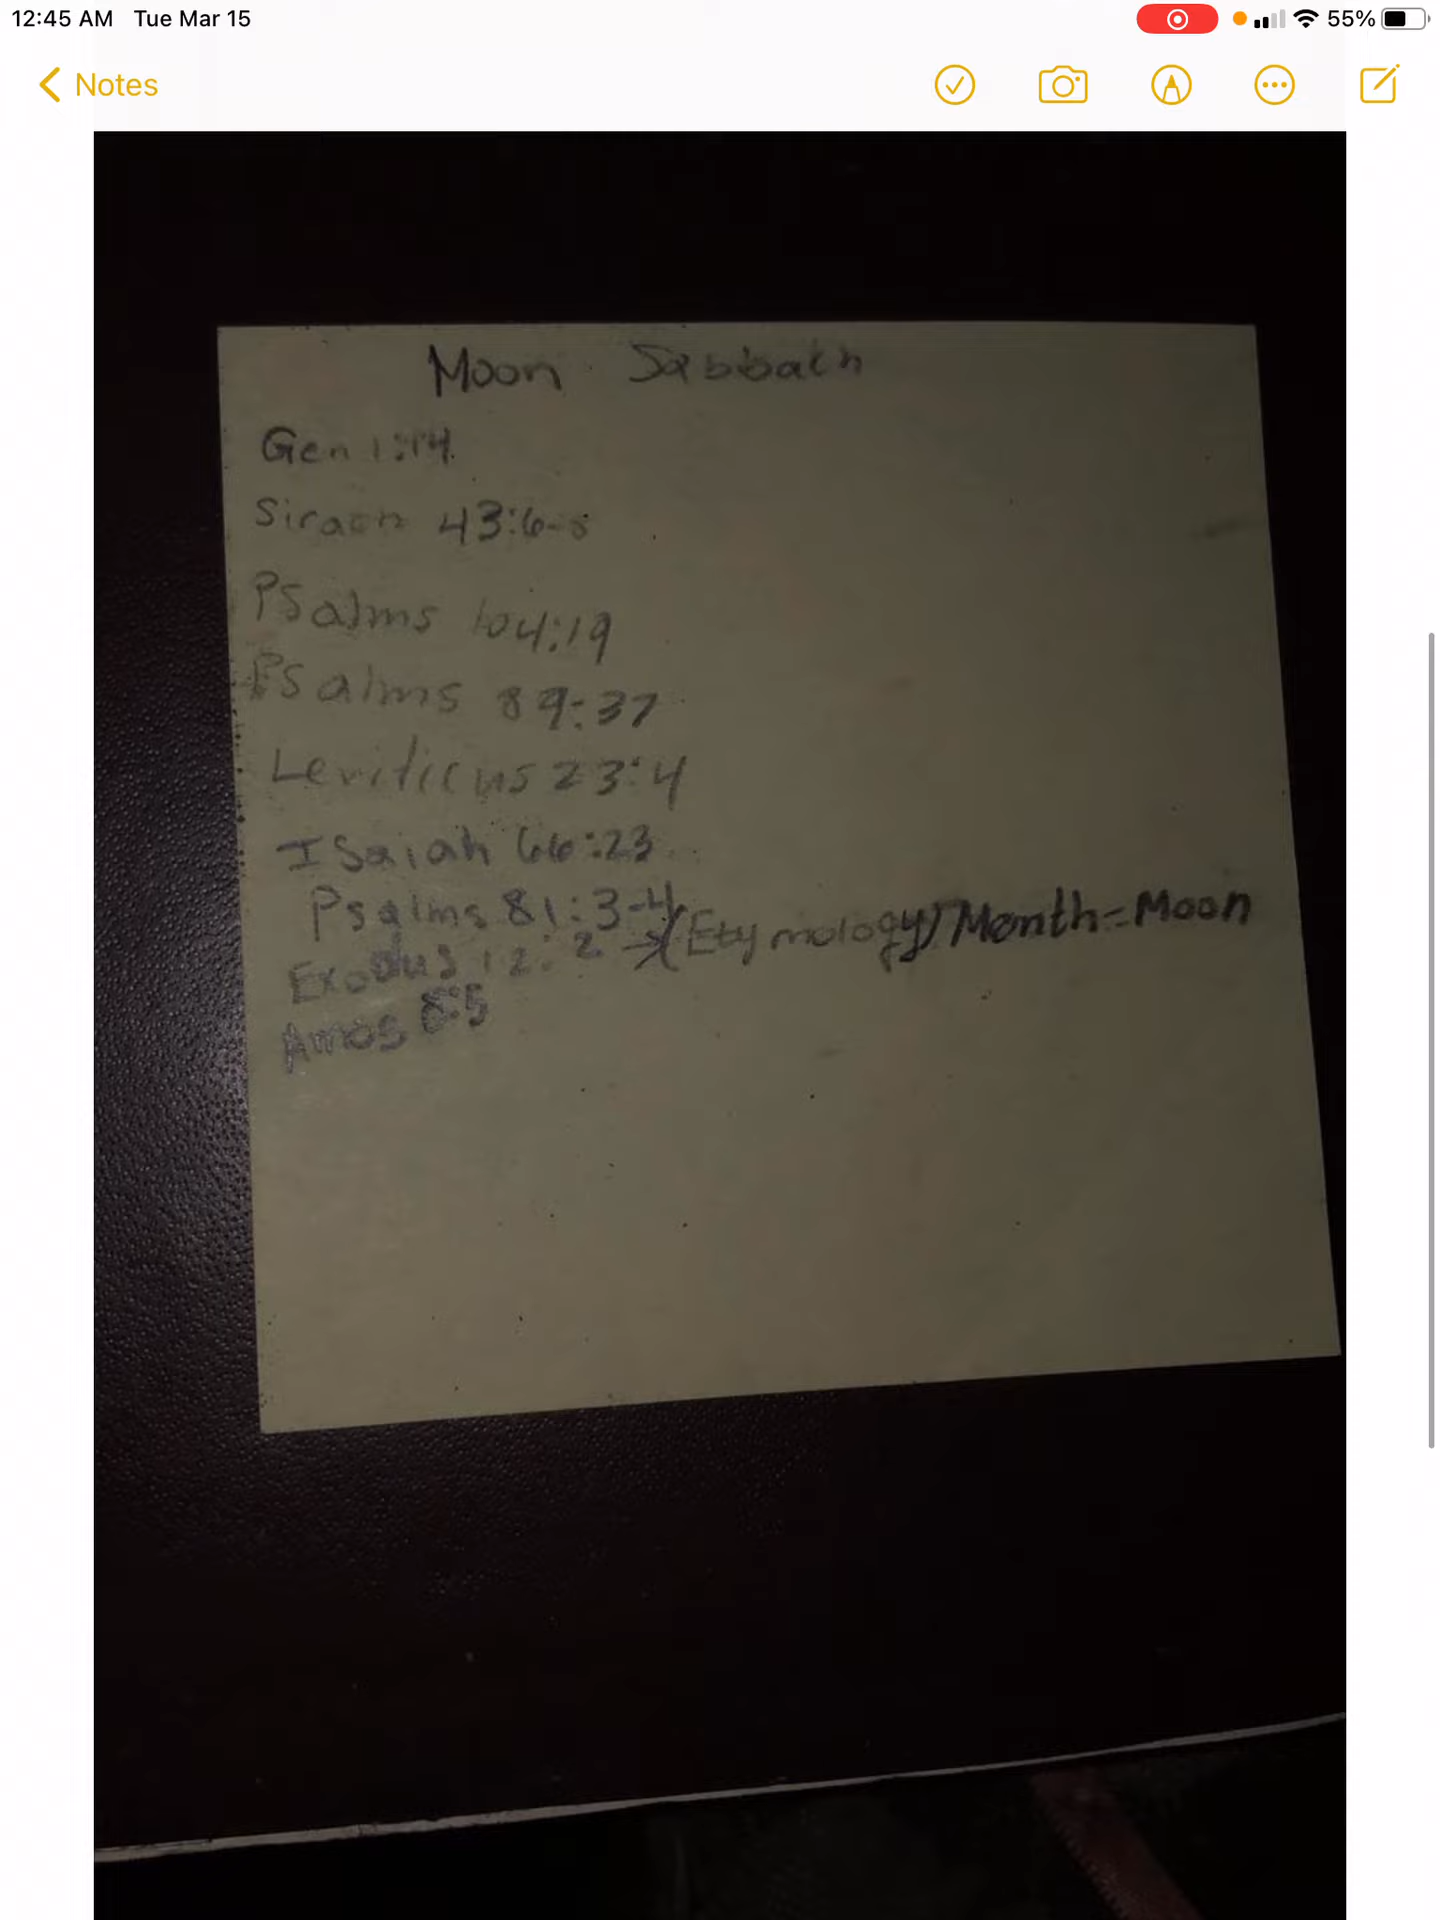 12:45 AM Tue Mar 15 55%
Notes
Moon Sabbath
Gen 1:14
Sirach 43:6-8
Psalms 104:19
Psalms 89:37
Leviticus 23:4
ISaiah 66:23
Psalms 81:3-4
Exodus 12:2 → (Etymology) Month=Moon
Amos 8:5